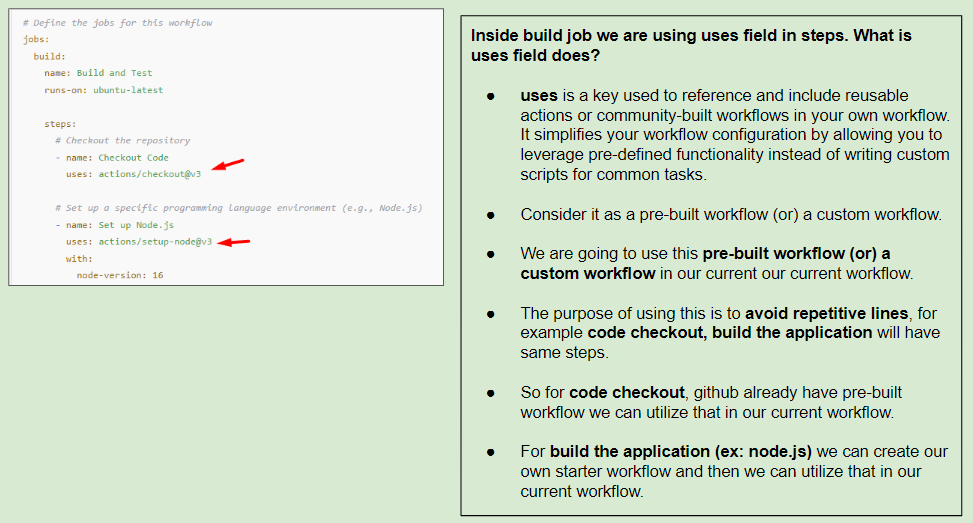 # Define the jobs for this workflow
jobs:
build:
name: Build and Test
runs-on: ubuntu-latest
steps:
# Checkout the repository
- name: Checkout Code
uses: actions/checkout@v3
# Set up a specific programming language environment (e.g., Node.js)
- name: Set up Node.js
uses: actions/setup-node@v3
with:
node-version: 16
Inside build job we are using uses field in steps. What is
uses field does?
● uses is a key used to reference and include reusable
actions or community-built workflows in your own workflow.
It simplifies your workflow configuration by allowing you to
leverage pre-defined functionality instead of writing custom
scripts for common tasks.
● Consider it as a pre-built workflow (or) a custom workflow.
● We are going to use this pre-built workflow (or) a
custom workflow in our current our current workflow.
● The purpose of using this is to avoid repetitive lines, for
example code checkout, build the application will have
same steps.
● So for code checkout, github already have pre-built
workflow we can utilize that in our current workflow.
● For build the application (ex: node.js) we can create our
own starter workflow and then we can utilize that in our
current workflow.